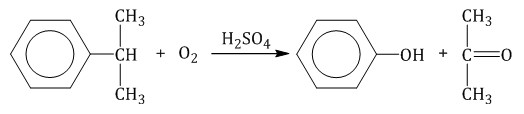 CH₃ CH₃
CH + O₂ H₂SO₄ OH + C=O
CH₃ CH₃